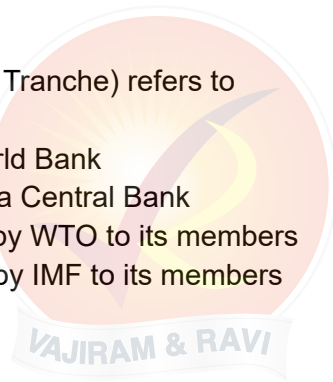 Tranche) refers to
rld Bank
a Central Bank
by WTO to its members
by IMF to its members
VAJIRAM & RAVI